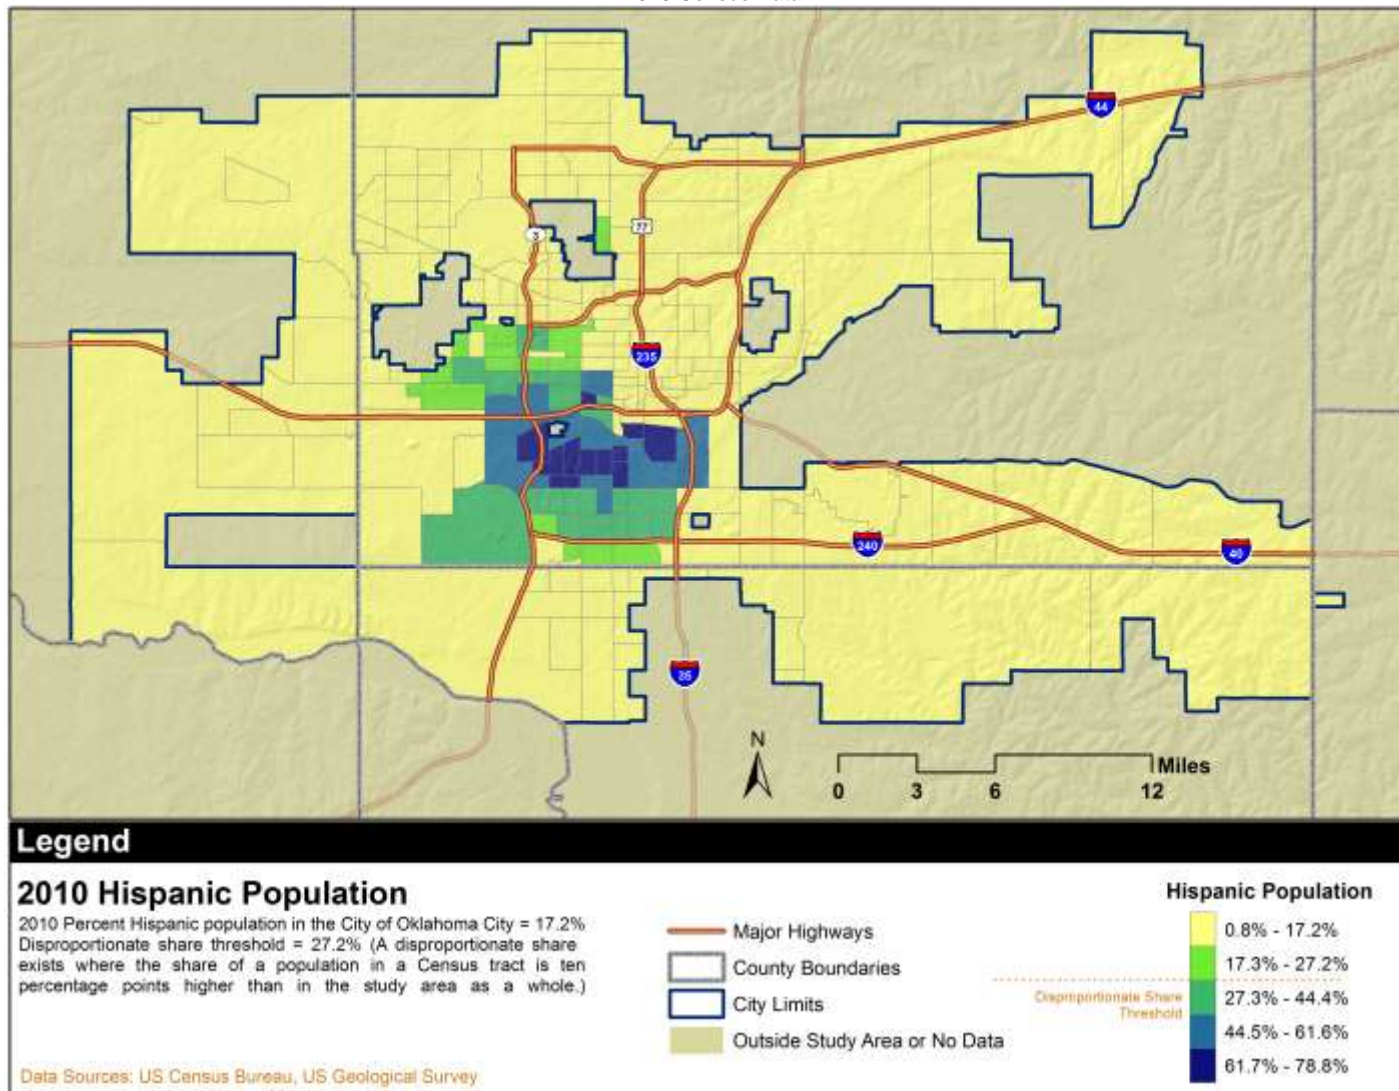 44
3
77
235
240
40
35
N
Miles
0 3 6 12
Legend
2010 Hispanic Population
2010 Percent Hispanic population in the City of Oklahoma City = 17.2%
Disproportionate share threshold = 27.2% (A disproportionate share
exists where the share of a population in a Census tract is ten
percentage points higher than in the study area as a whole.)
Data Sources: US Census Bureau, US Geological Survey
Major Highways
County Boundaries
City Limits
Outside Study Area or No Data
Hispanic Population
0.8% - 17.2%
17.3% - 27.2%
Disproportionate Share
Threshold
27.3% - 44.4%
44.5% - 61.6%
61.7% - 78.8%